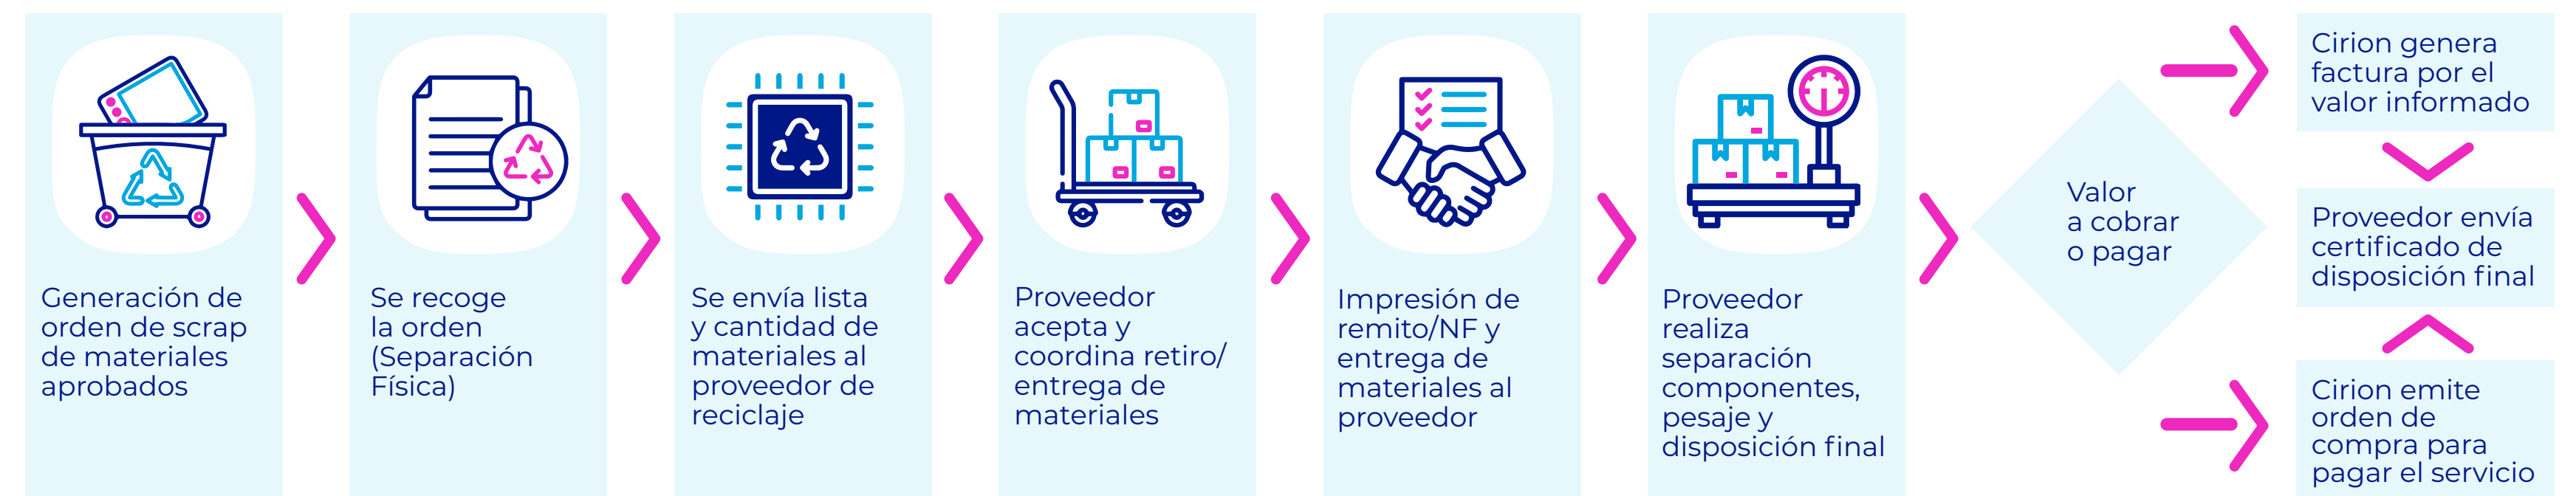 Generación de
orden de scrap
de materiales
aprobados
Se recoge
la orden
(Separación
Física)
Se envía lista
y cantidad de
materiales al
proveedor de
reciclaje
Proveedor
acepta y
coordina retiro/
entrega de
materiales
Impresión de
remito/NF y
entrega de
materiales al
proveedor
Proveedor
realiza
separación
componentes,
pesaje y
disposición final
Valor
a cobrar
o pagar
Cirion genera
factura por el
valor informado
Proveedor envía
certificado de
disposición final
Cirion emite
orden de
compra para
pagar el servicio